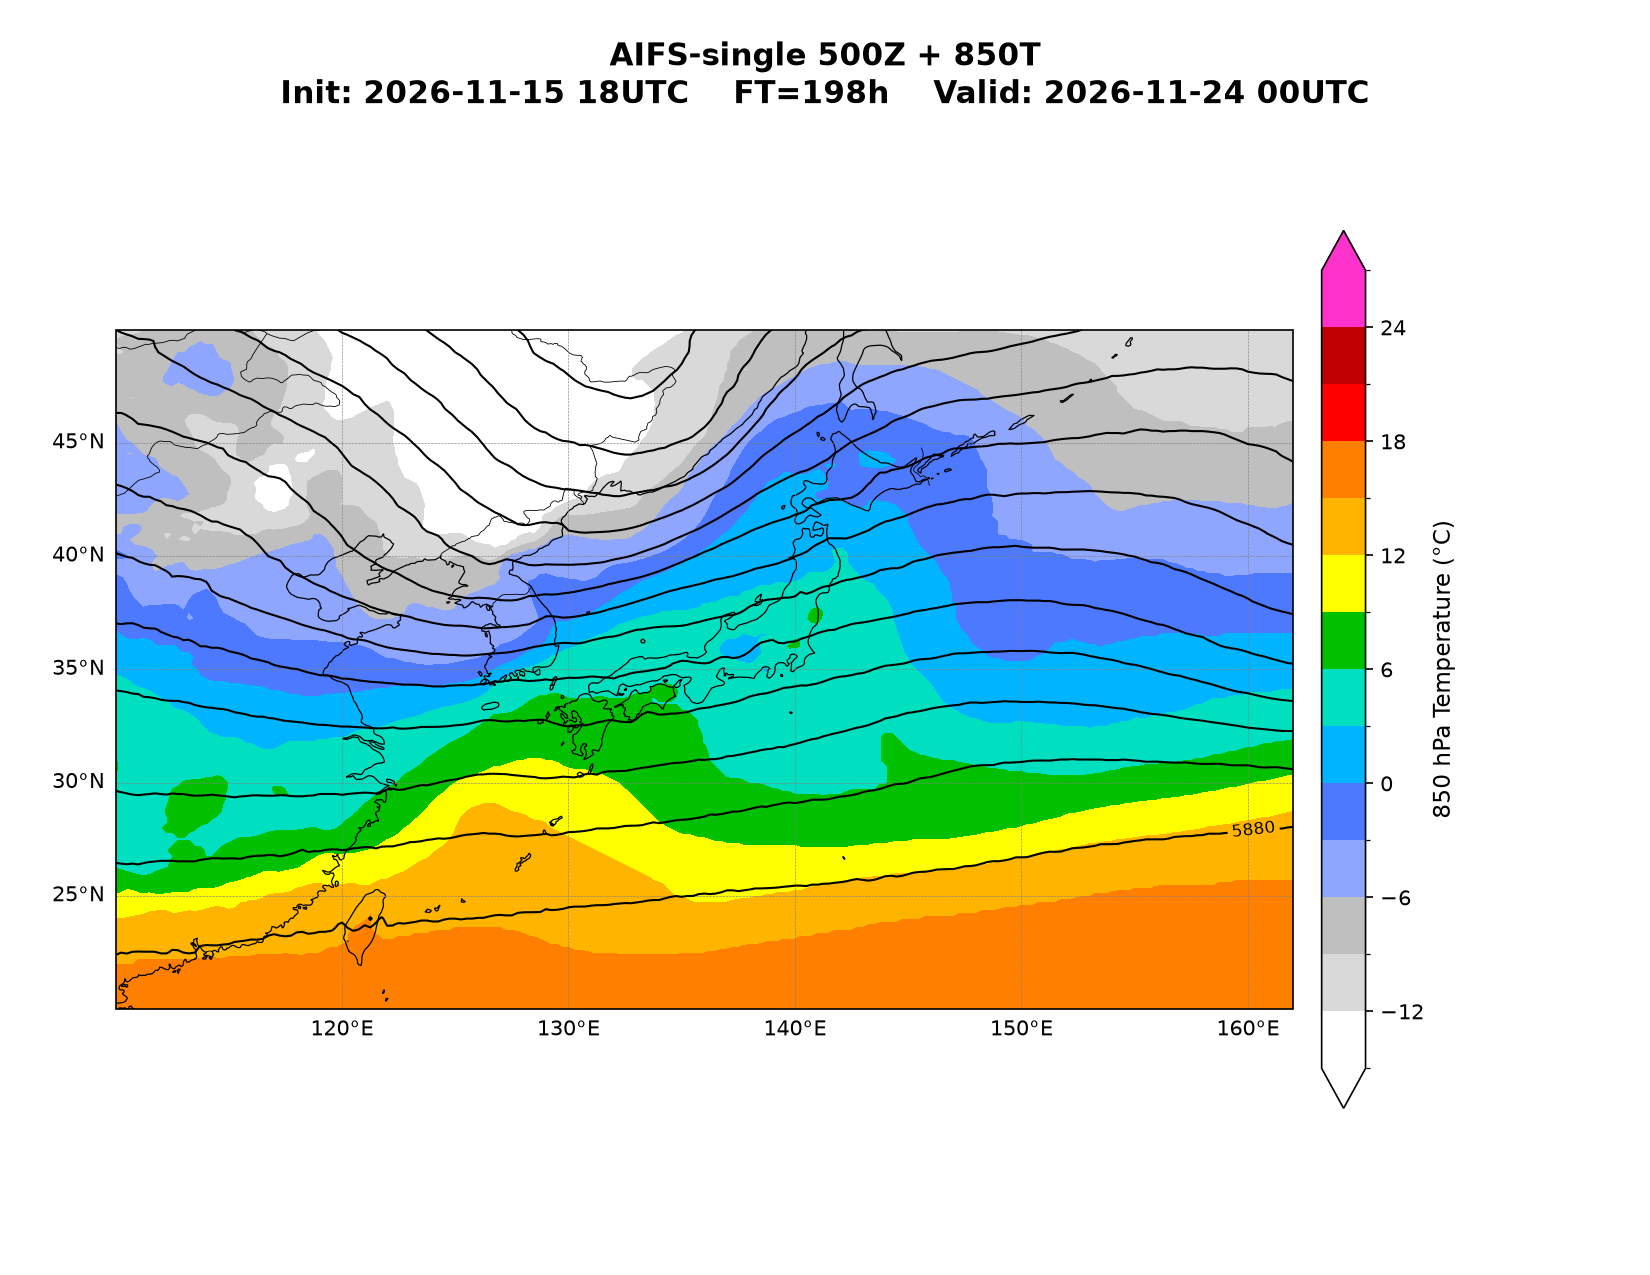 AIFS-single 500Z + 850T
Init: 2026-11-15 18UTC    FT=198h    Valid: 2026-11-24 00UTC
24
18
12
6
0
−6
−12
850 hPa Temperature (°C)
45°N
40°N
35°N
30°N
25°N
5880
120°E
130°E
140°E
150°E
160°E